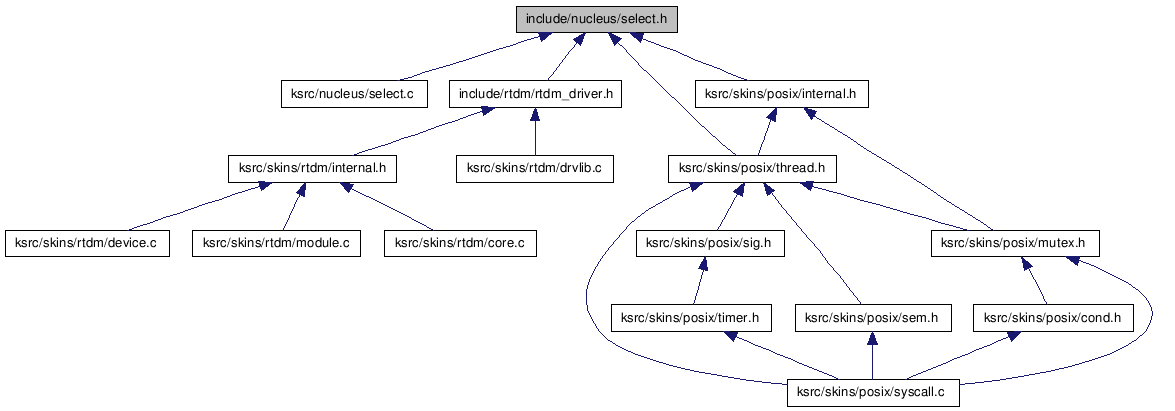 include/nucleus/select.h
ksrc/nucleus/select.c
include/rtdm/rtdm_driver.h
ksrc/skins/posix/internal.h
ksrc/skins/rtdm/internal.h
ksrc/skins/rtdm/drvlib.c
ksrc/skins/posix/thread.h
ksrc/skins/rtdm/device.c
ksrc/skins/rtdm/module.c
ksrc/skins/rtdm/core.c
ksrc/skins/posix/sig.h
ksrc/skins/posix/mutex.h
ksrc/skins/posix/timer.h
ksrc/skins/posix/sem.h
ksrc/skins/posix/cond.h
ksrc/skins/posix/syscall.c